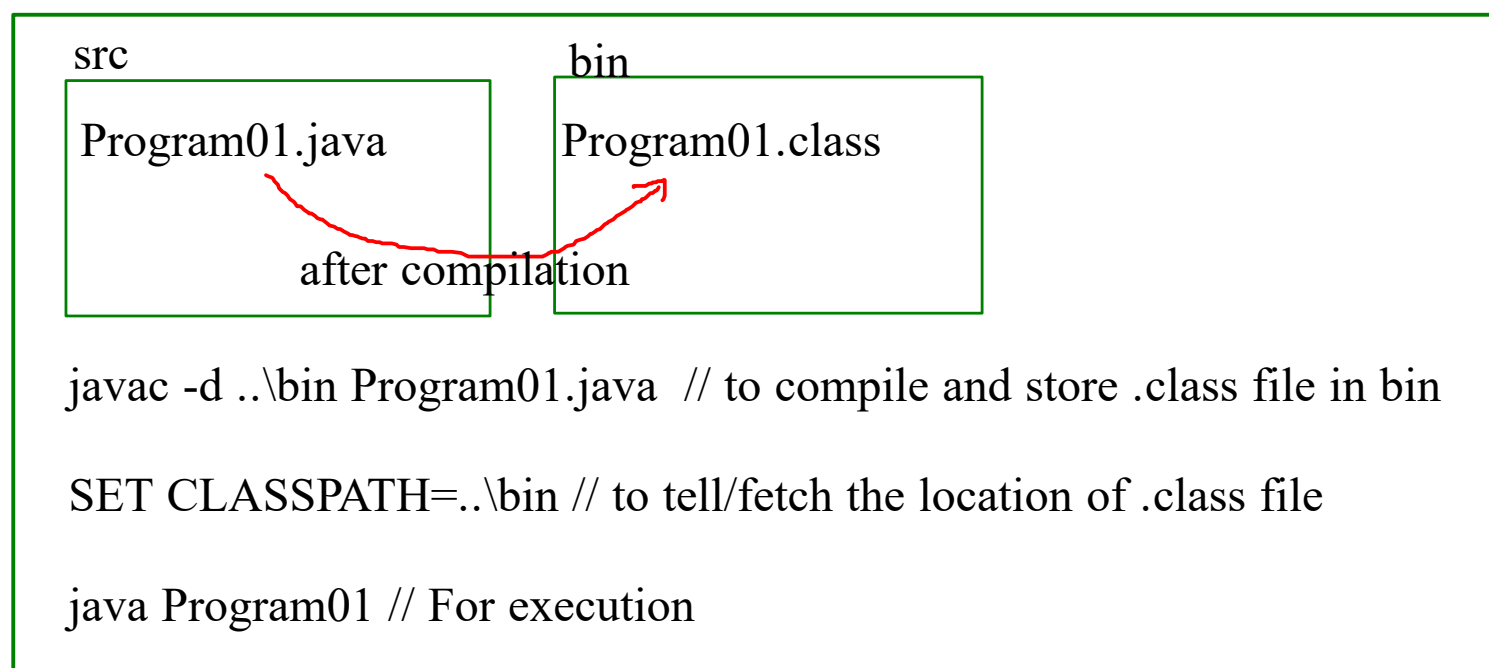 src
bin
Program01.java
Program01.class
after compilation
javac -d ..\bin Program01.java // to compile and store .class file in bin
SET CLASSPATH=..\bin // to tell/fetch the location of .class file
java Program01 // For execution